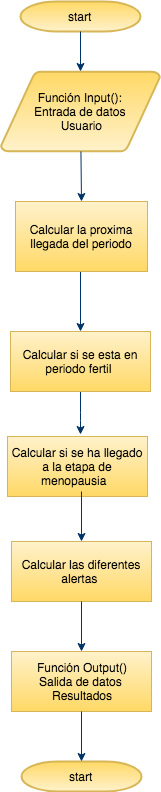 start
Función Input():
Entrada de datos
Usuario
Calcular la proxima
llegada del periodo
Calcular si se esta en
periodo fertil
Calcular si se ha llegado
a la etapa de
menopausia
Calcular las diferentes
alertas
Función Output()
Salida de datos
Resultados
start